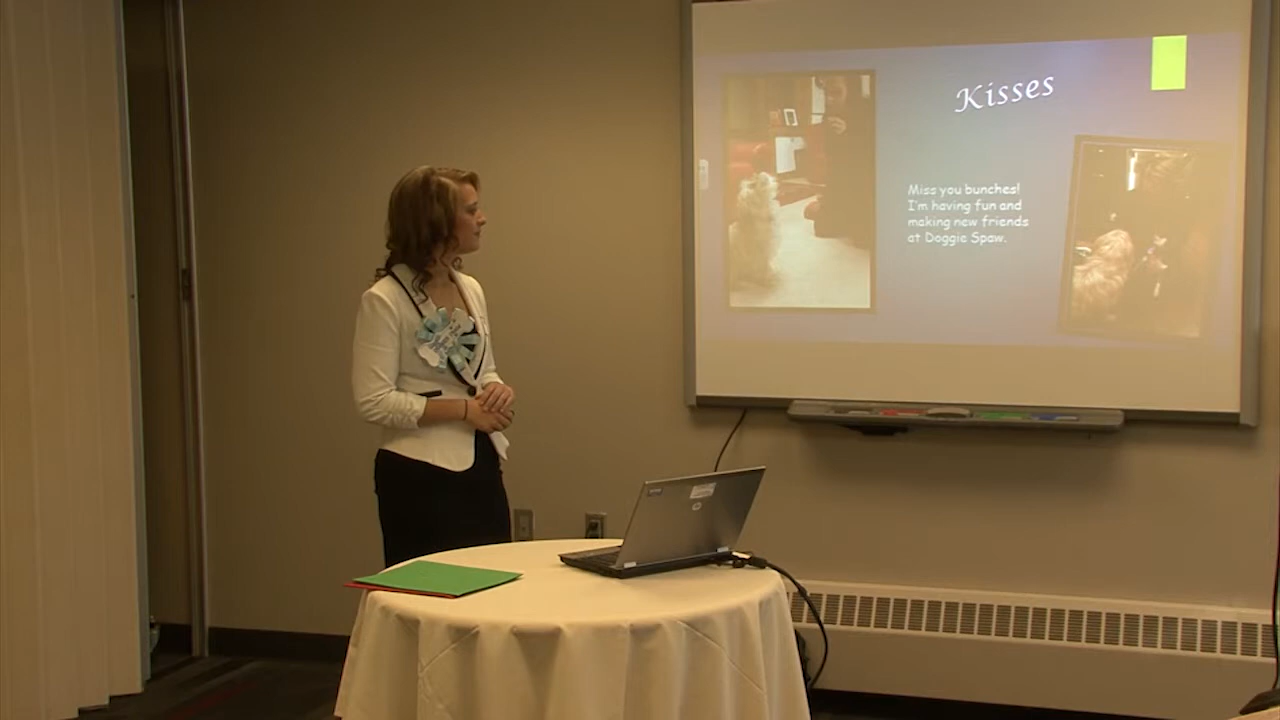 Kisses
Miss you bunches!
I'm having fun and
making new friends
at Doggie Spaw.